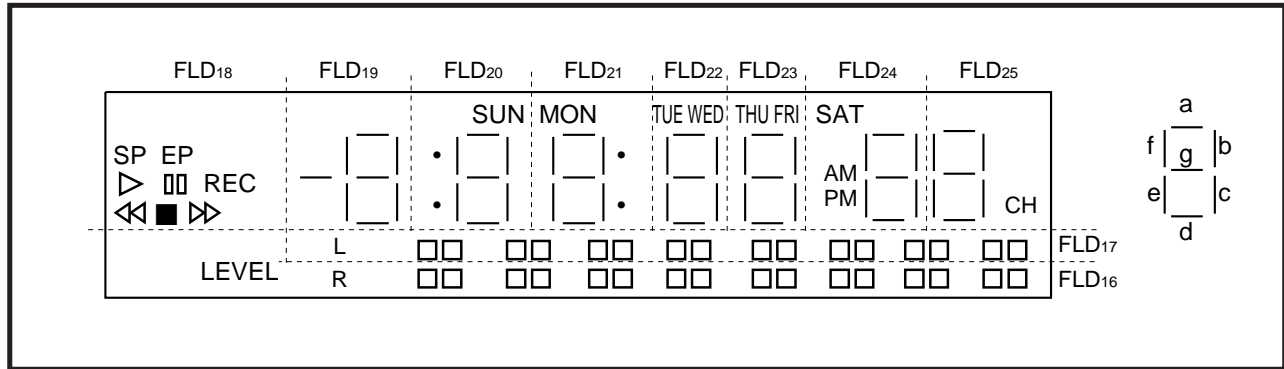 FLD18 FLD19 FLD20 FLD21 FLD22 FLD23 FLD24 FLD25
SUN MON TUE WED THU FRI SAT
a
f g b
SP EP
REC
AM
PM
CH
e c
d
L FLD17
LEVEL R FLD16